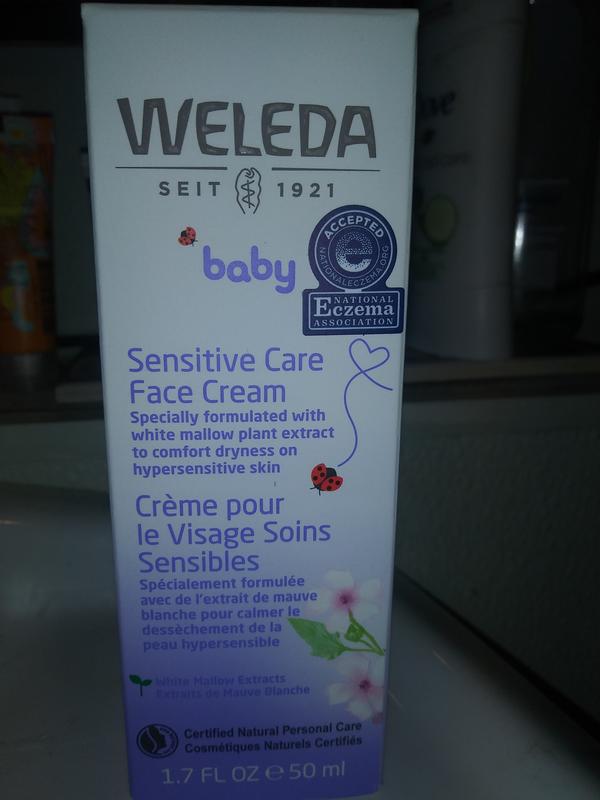 WELEDA
SEIT 1921
baby
ACCEPTED
NATIONALECZEMA.ORG
NATIONAL
Eczema
ASSOCIATION
Sensitive Care
Face Cream
Specially formulated with
white mallow plant extract
to comfort dryness on
hypersensitive skin
Crème pour
le Visage Soins
Sensibles
Spécialement formulée
avec de l'extrait de mauve
blanche pour calmer le
dessèchement de la
peau hypersensible
White Mallow Extracts
Extraits de Mauve Blanche
Certified Natural Personal Care
Cosmétiques Naturels Certifiés
1.7 FL OZ ℮ 50 ml